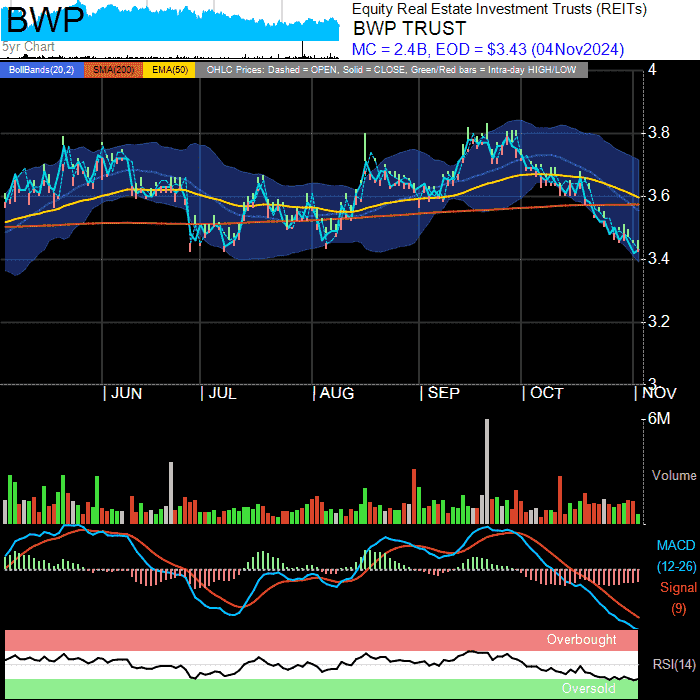 BWP
5yr Chart
Equity Real Estate Investment Trusts (REITs)
BWP TRUST
MC = 2.4B, EOD = $3.43 (04Nov2024)
BollBands(20,2) SMA(200) EMA(50) OHLC Prices: Dashed = OPEN, Solid = CLOSE, Green/Red bars = Intra-day HIGH/LOW
4
3.8
3.6
3.4
3.2
3
JUN JUL AUG SEP OCT NOV
6M
Volume
MACD
(12-26)
Signal
(9)
Overbought
RSI(14)
Oversold